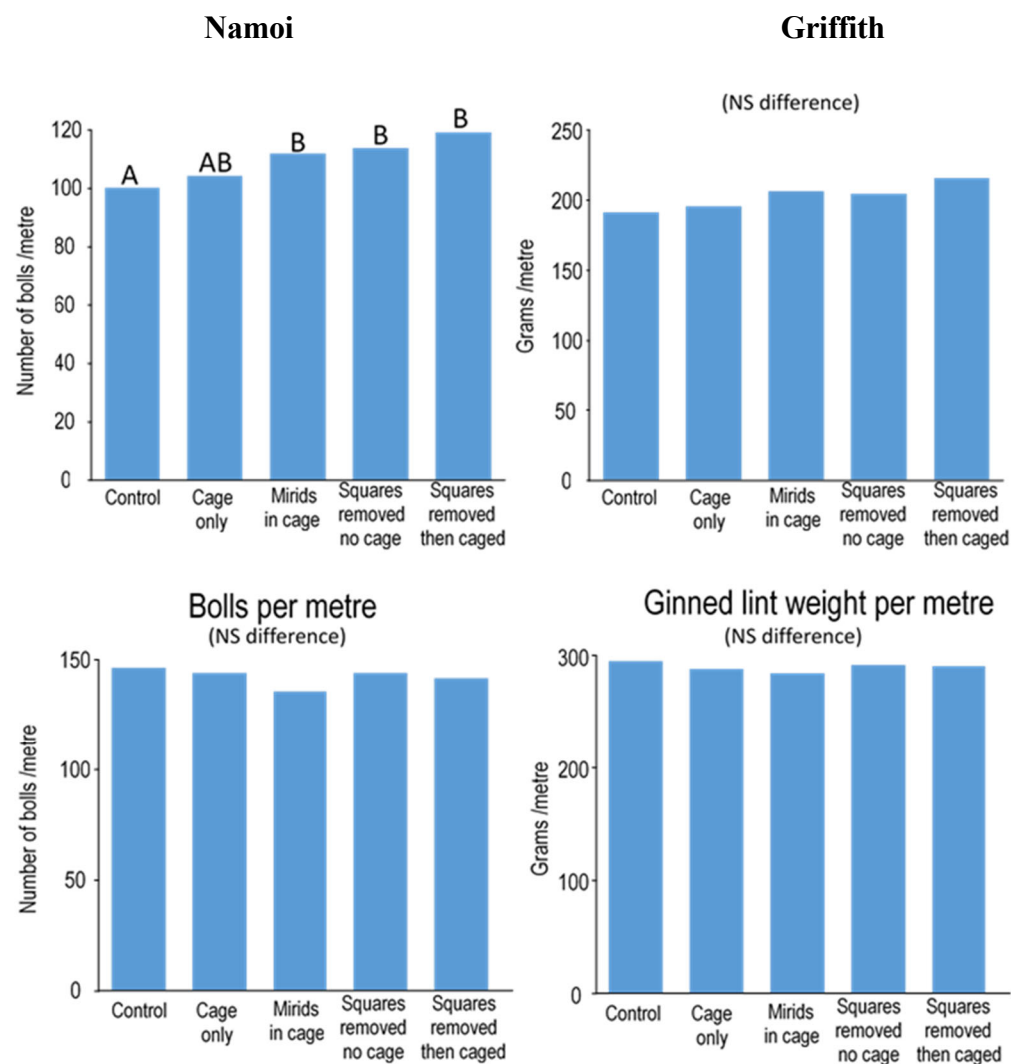 Namoi
Griffith
Number of bolls /metre
120
100
80
60
40
20
0
A
AB
B
B
B
Control
Cage
only
Mirids
in cage
Squares
removed
no cage
Squares
removed
then caged
(NS difference)
Grams /metre
250
200
150
100
50
0
Control
Cage
only
Mirids
in cage
Squares
removed
no cage
Squares
removed
then caged
Bolls per metre
(NS difference)
Number of bolls /metre
150
100
50
0
Control
Cage
only
Mirids
in cage
Squares
removed
no cage
Squares
removed
then caged
Ginned lint weight per metre
(NS difference)
Grams /metre
300
200
100
0
Control
Cage
only
Mirids
in cage
Squares
removed
no cage
Squares
removed
then caged